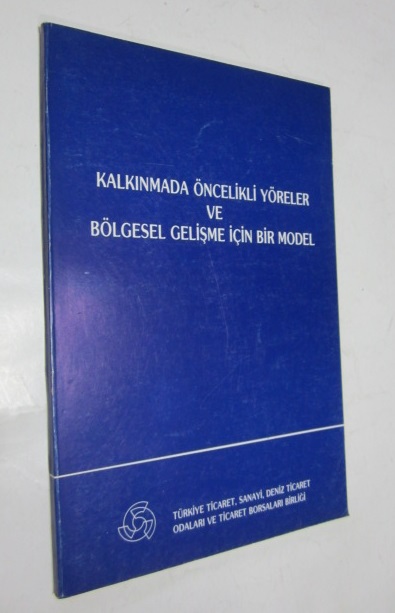 KALKINMADA ÖNCELİKLİ YÖRELER
VE
BÖLGESEL GELİŞME İÇİN BİR MODEL
TÜRKİYE TİCARET, SANAYİ, DENİZ TİCARET
ODALARI VE TİCARET BORSALARI BİRLİĞİ